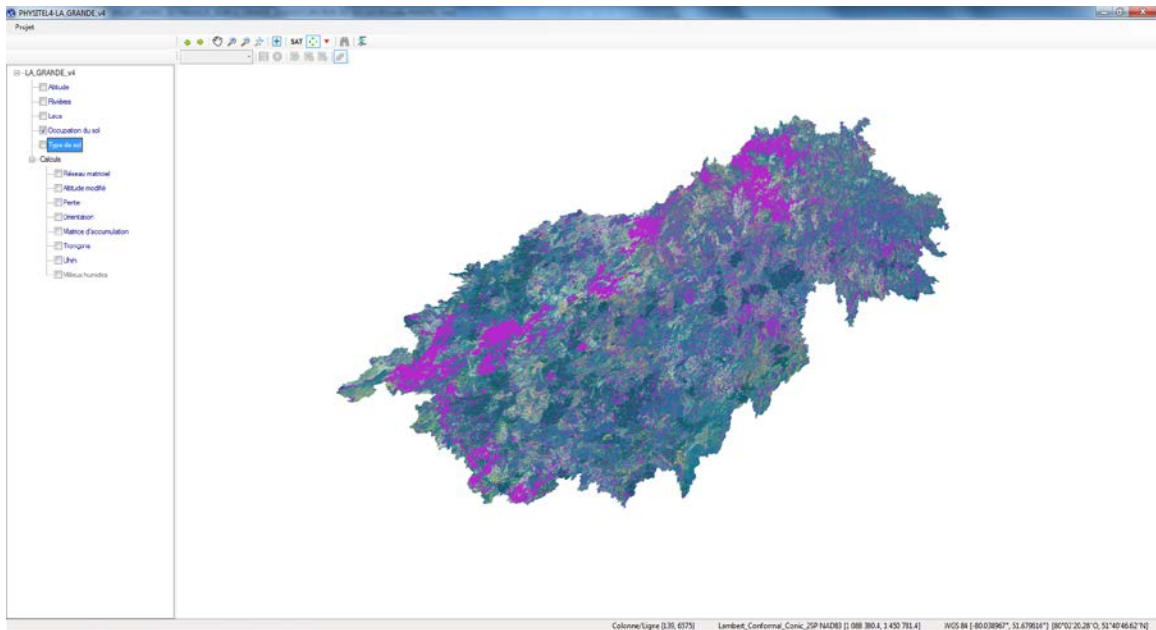 PHYSITEL4-LA_GRANDE_v4
Projet
SAT
LA_GRANDE_v4
Altitude
Rivières
Lacs
Occupation du sol
Type de sol
Calculs
Réseau matriciel
Altitude modifié
Pente
Orientation
Matrice d'accumulation
Tronçons
Uhrh
Milieux humides
Colonne/Ligne [139, 6375] Lambert_Conformal_Conic_2SP NAD83 [1 088 380.4, 1 450 781.4] WGS 84 [-80.038967°, 51.679616°] [80°02'20.28"O, 51°40'46.62"N]